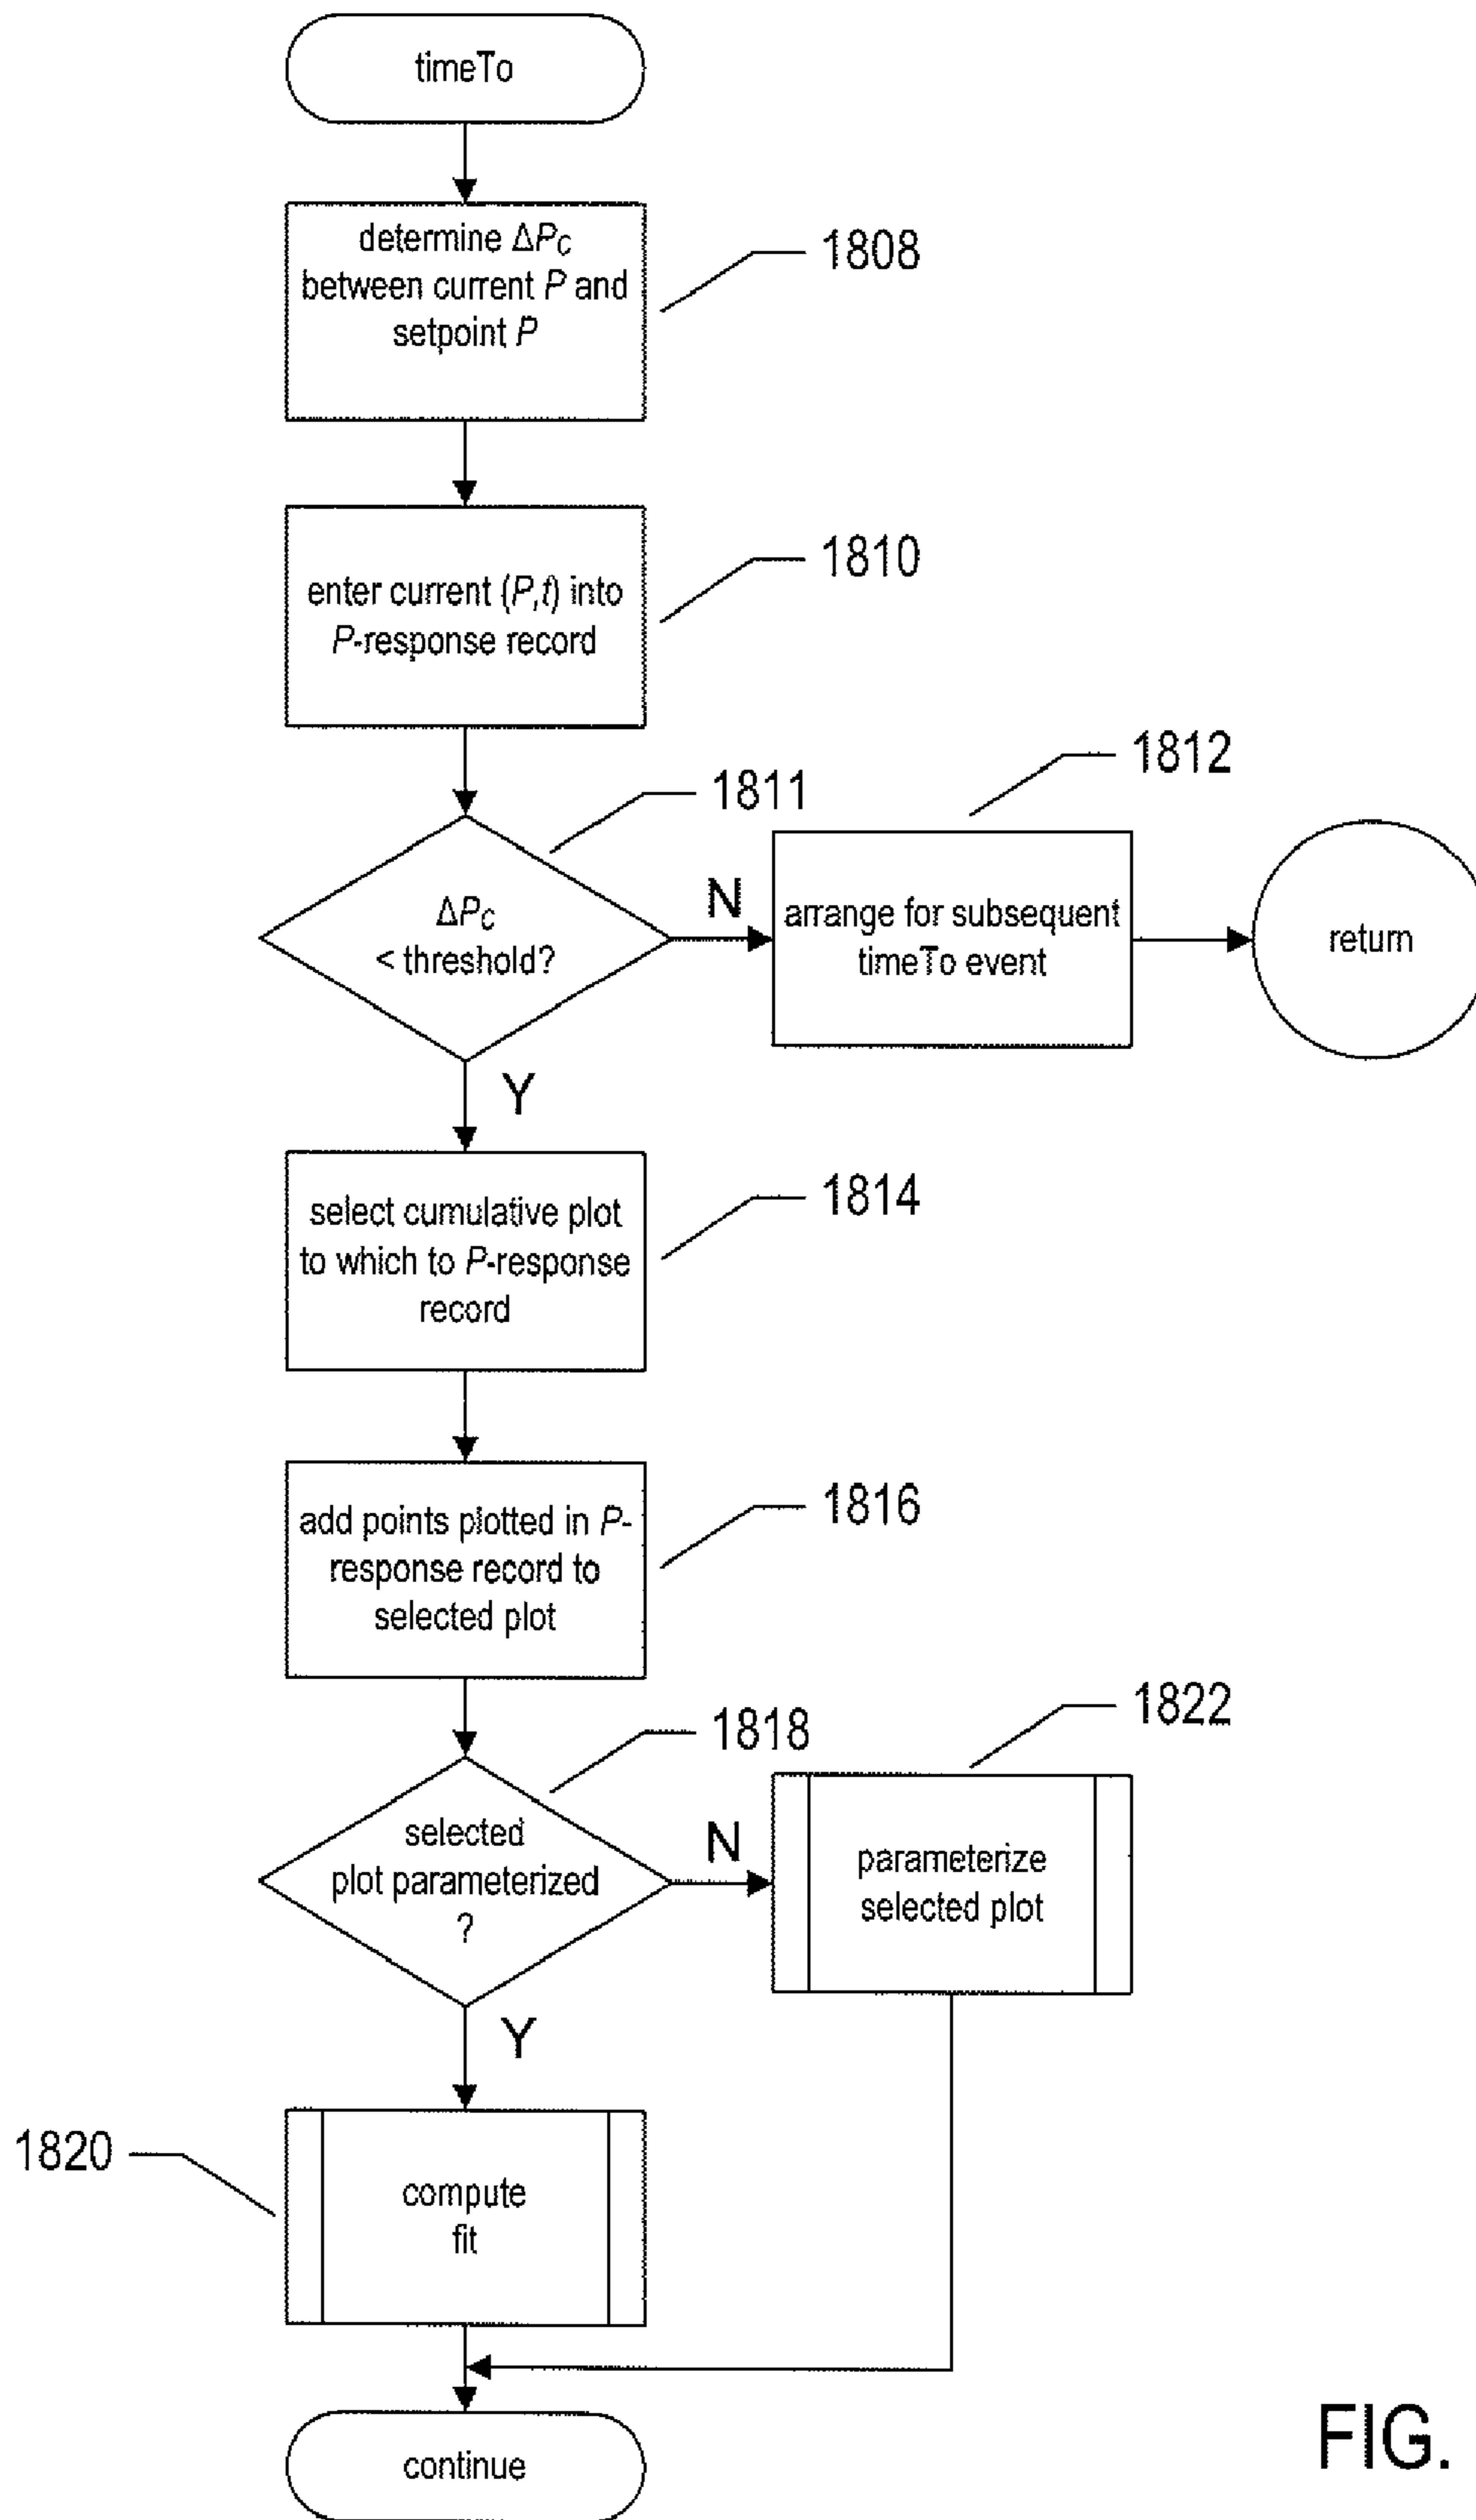 timeTo
determine ΔPC
between current P and
setpoint P
1808
enter current (P,t) into
P-response record
1810
ΔPC
< threshold?
1811
N
arrange for subsequent
timeTo event
1812
return
Y
select cumulative plot
to which to P-response
record
1814
add points plotted in P-
response record to
selected plot
1816
selected
plot parameterized
?
1818
N
parameterize
selected plot
1822
Y
compute
fit
1820
continue
FIG.